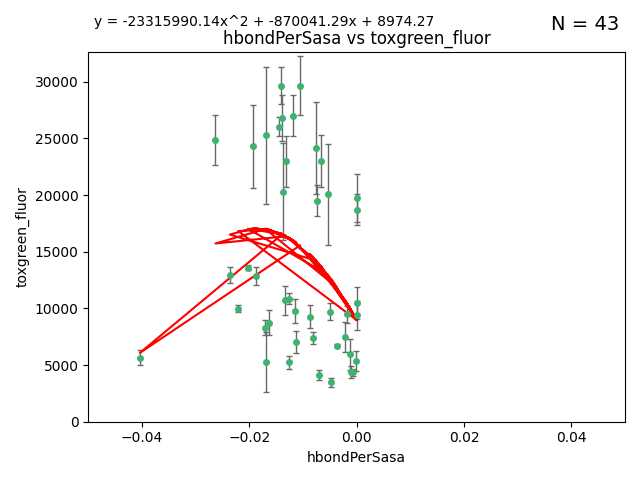 y = -23315990.14x^2 + -870041.29x + 8974.27
N = 43
hbondPerSasa vs toxgreen_fluor
toxgreen_fluor
30000
25000
20000
15000
10000
5000
0
−0.04
−0.02
0.00
0.02
0.04
hbondPerSasa